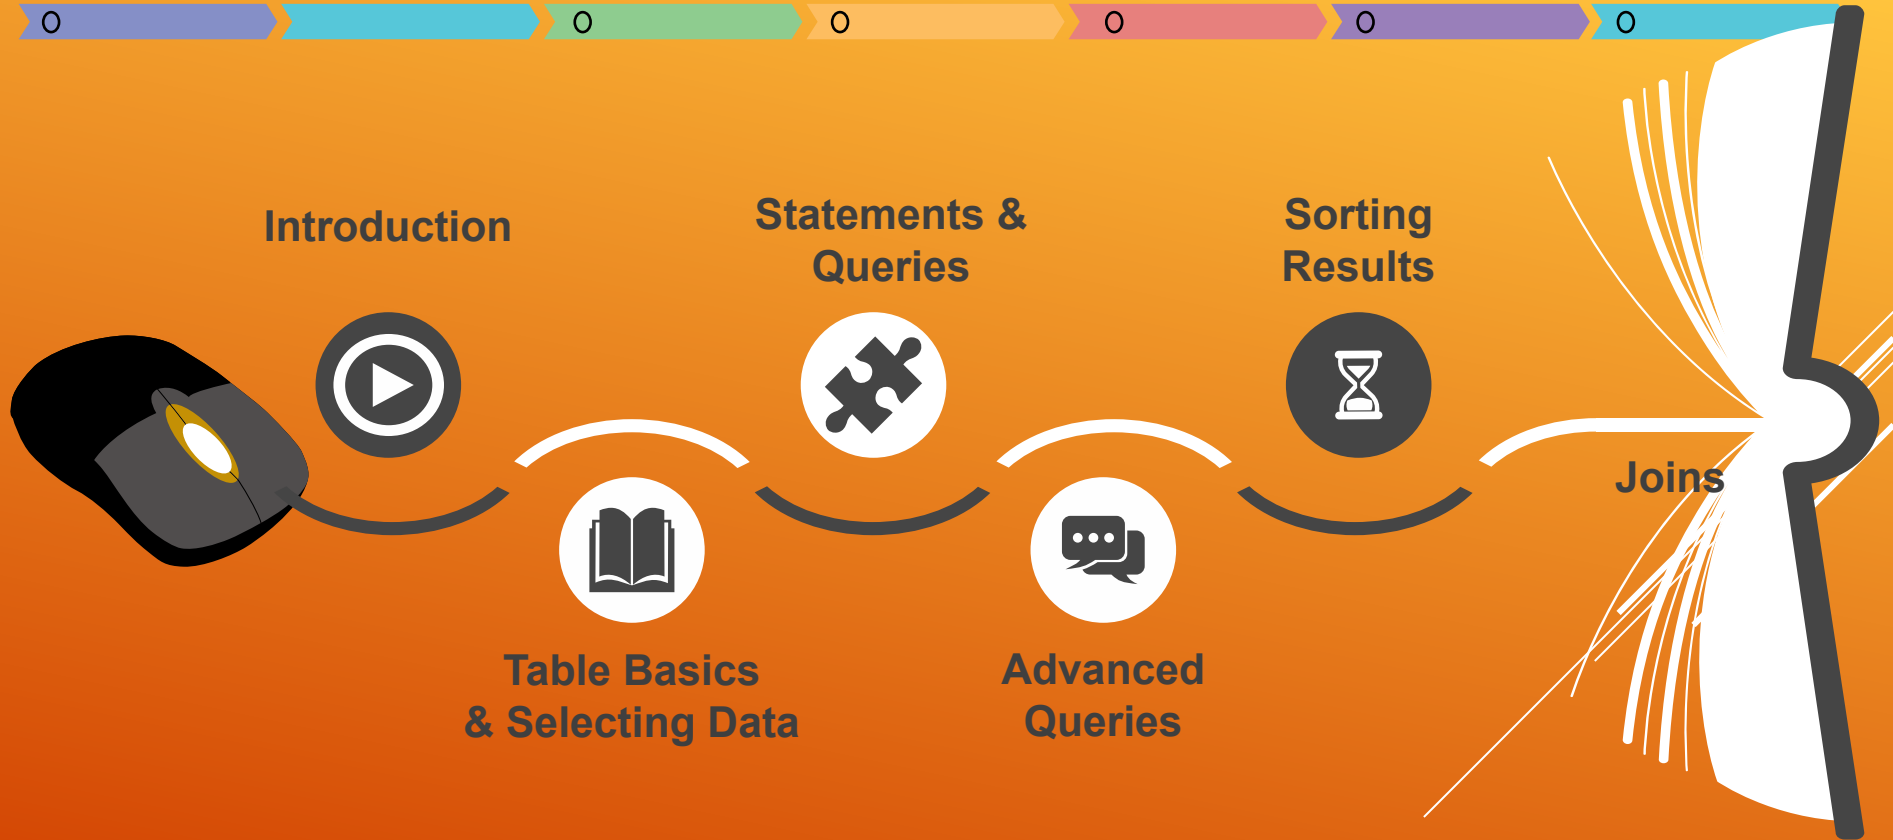 O O O O O O
Introduction
Table Basics
& Selecting Data
Statements &
Queries
Advanced
Queries
Sorting
Results
Joins